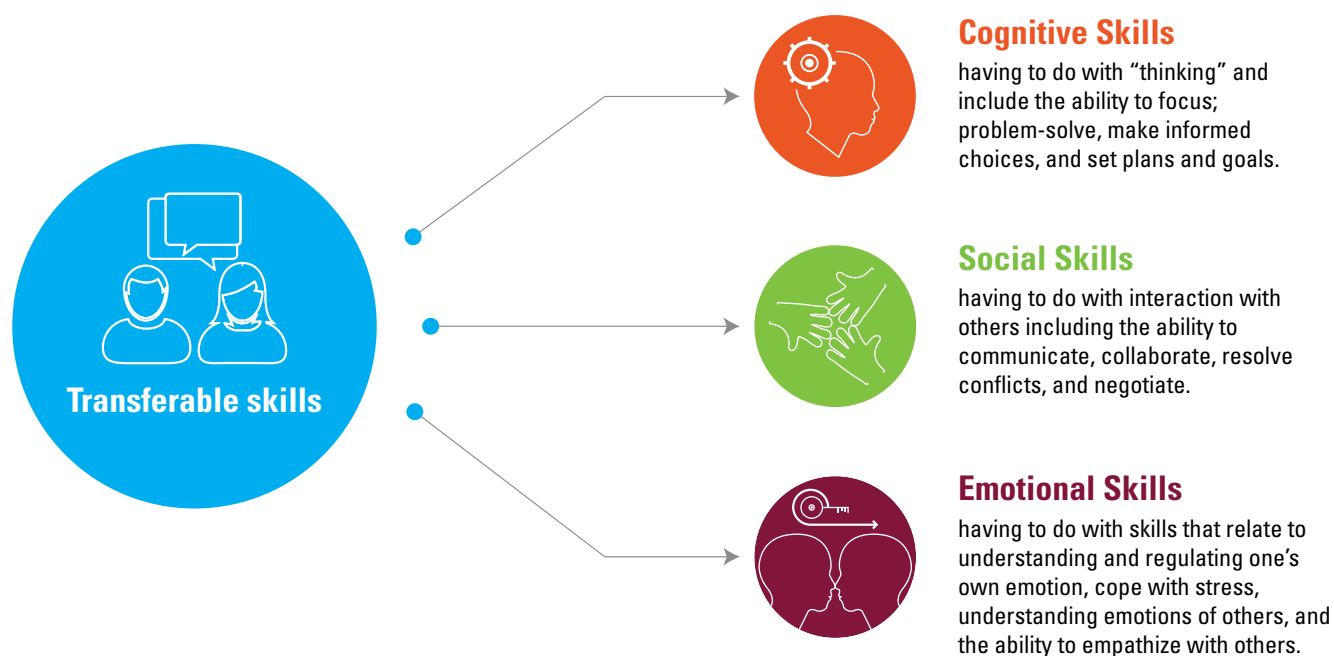 Transferable skills
Cognitive Skills
having to do with “thinking” and
include the ability to focus;
problem-solve, make informed
choices, and set plans and goals.
Social Skills
having to do with interaction with
others including the ability to
communicate, collaborate, resolve
conflicts, and negotiate.
Emotional Skills
having to do with skills that relate to
understanding and regulating one’s
own emotion, cope with stress,
understanding emotions of others, and
the ability to empathize with others.